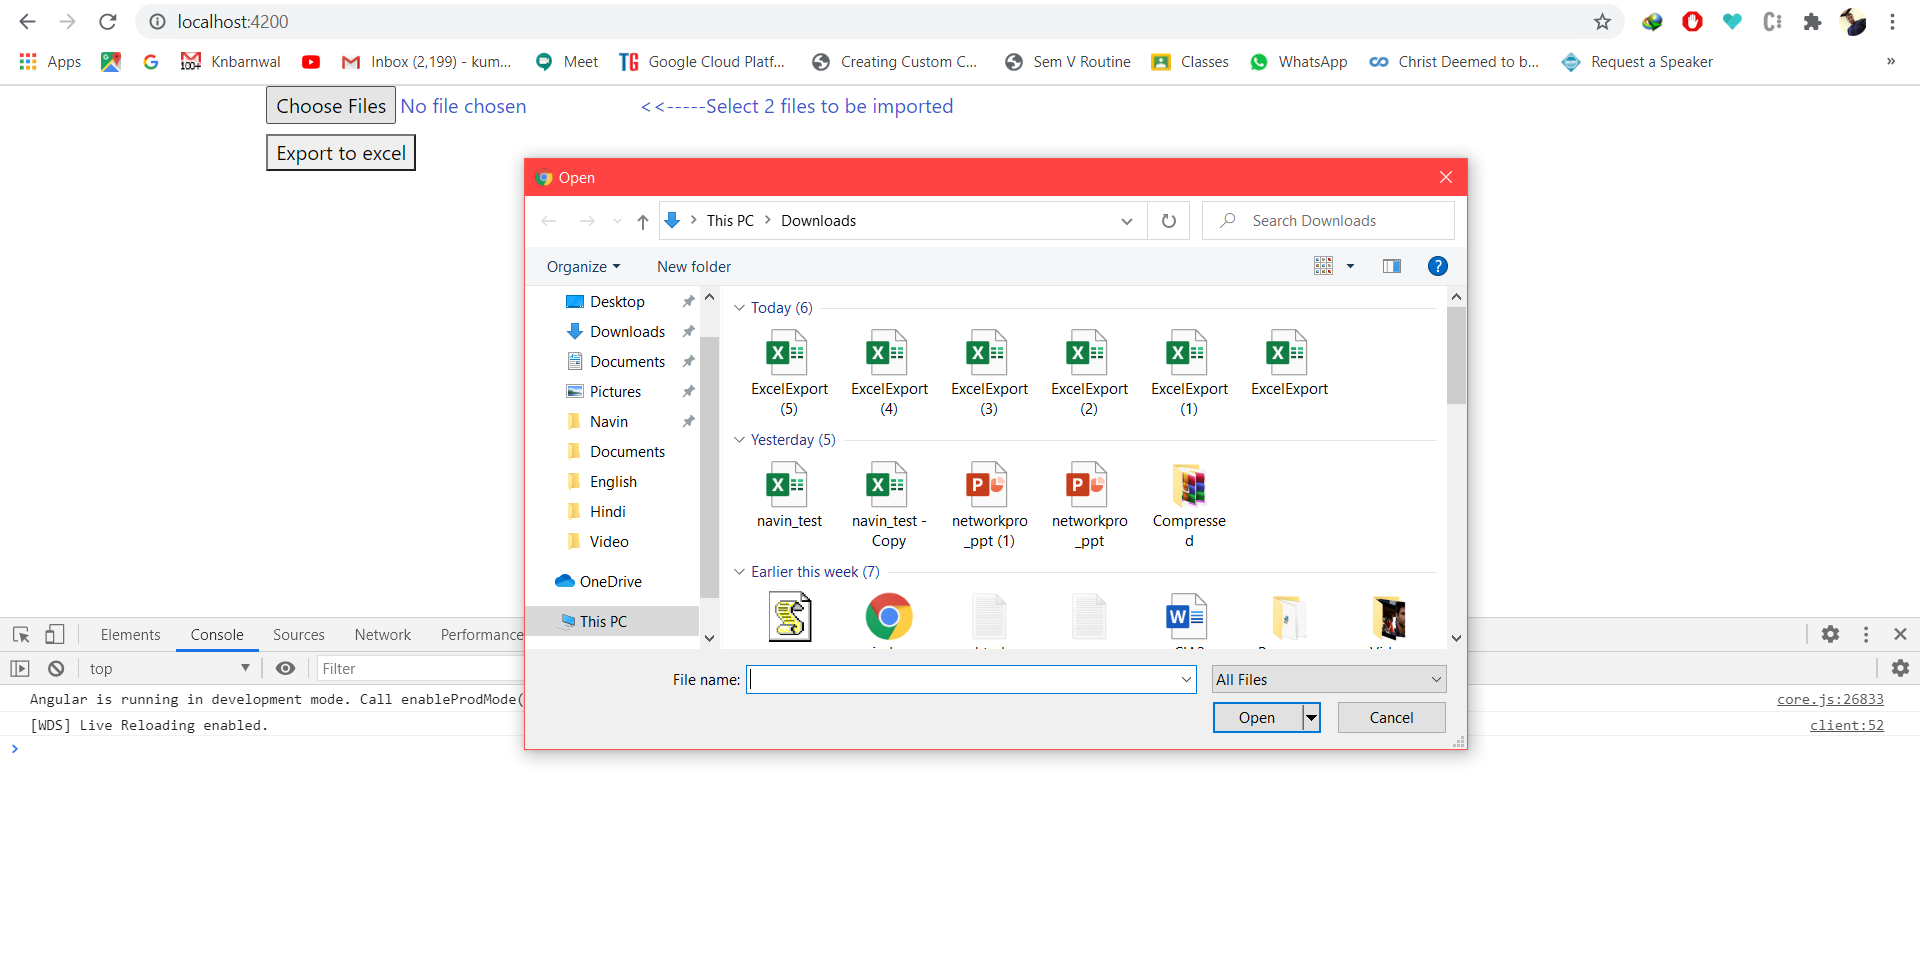 localhost:4200
Apps
Knbarnwal
Inbox (2,199) - kum...
Meet
TG
Google Cloud Platf...
Creating Custom C...
Sem V Routine
Classes
WhatsApp
Christ Deemed to b...
Request a Speaker
»
Choose Files No file chosen <<-----Select 2 files to be imported
Export to excel
Open
This PC > Downloads
Search Downloads
Organize
New folder
Desktop
Downloads
Documents
Pictures
Navin
Documents
English
Hindi
Video
OneDrive
This PC
Today (6)
ExcelExport (5)
ExcelExport (4)
ExcelExport (3)
ExcelExport (2)
ExcelExport (1)
ExcelExport
Yesterday (5)
navin_test
navin_test - Copy
networkpro_ppt (1)
networkpro_ppt
Compressed
Earlier this week (7)
File name:
All Files
Open
Cancel
Elements
Console
Sources
Network
Performance
top
Filter
Angular is running in development mode. Call enableProdMode(
core.js:26833
[WDS] Live Reloading enabled.
client:52